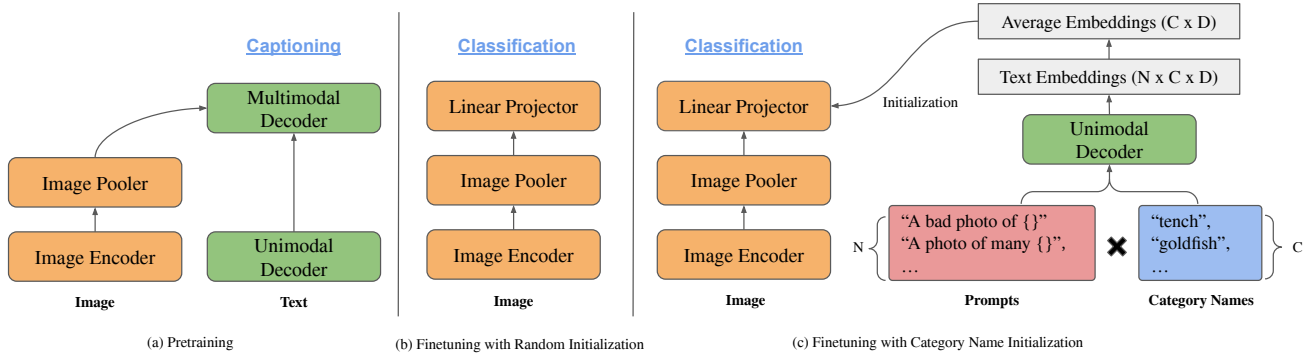 Captioning
Multimodal
Decoder
Image Pooler
Image Encoder
Unimodal
Decoder
Image
Text
(a) Pretraining
Classification
Linear Projector
Image Pooler
Image Encoder
Image
(b) Finetuning with Random Initialization
Classification
Linear Projector
Image Pooler
Image Encoder
Image
Initialization
Average Embeddings (C x D)
Text Embeddings (N x C x D)
Unimodal
Decoder
N
“A bad photo of {}”
“A photo of many {}”,
…
Prompts
“tench”,
“goldfish”,
…
C
Category Names
(c) Finetuning with Category Name Initialization